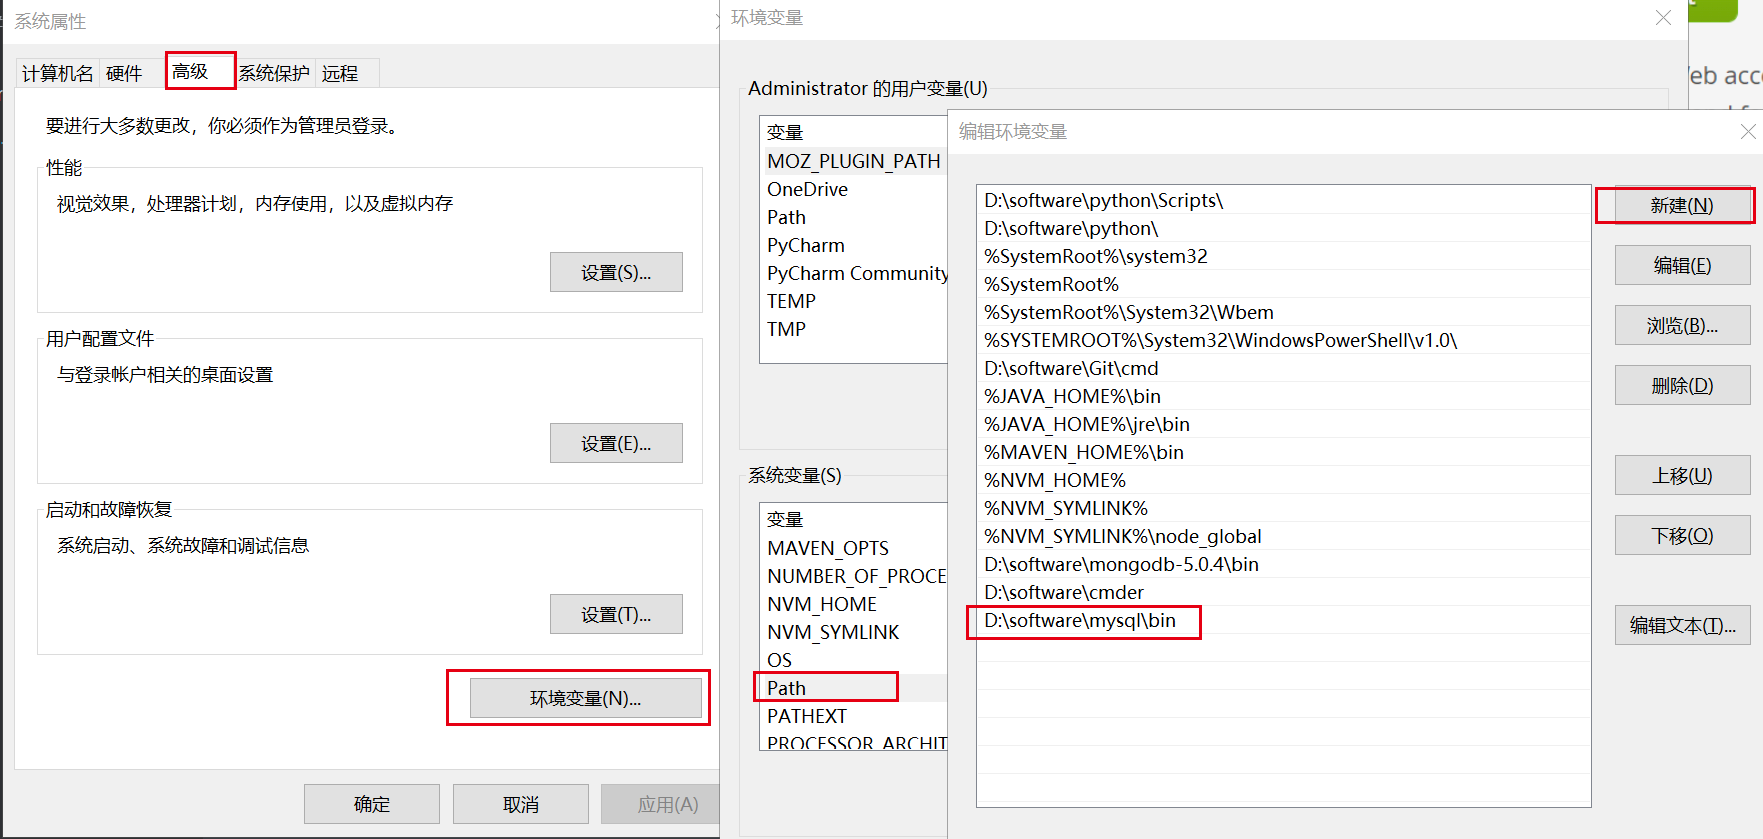 系统属性
计算机名 硬件 高级 系统保护 远程
要进行大多数更改，你必须作为管理员登录。
性能
视觉效果，处理器计划，内存使用，以及虚拟内存
设置(S)...
用户配置文件
与登录帐户相关的桌面设置
设置(E)...
启动和故障恢复
系统启动、系统故障和调试信息
设置(T)...
环境变量(N)...
确定 取消 应用(A)
环境变量
Administrator 的用户变量(U)
变量
MOZ_PLUGIN_PATH
OneDrive
Path
PyCharm
PyCharm Community
TEMP
TMP
系统变量(S)
变量
MAVEN_OPTS
NUMBER_OF_PROCE
NVM_HOME
NVM_SYMLINK
OS
Path
PATHEXT
PROCESSOR_ARCHIT
编辑环境变量
D:\software\python\Scripts\
D:\software\python\
%SystemRoot%\system32
%SystemRoot%
%SystemRoot%\System32\Wbem
%SYSTEMROOT%\System32\WindowsPowerShell\v1.0\
D:\software\Git\cmd
%JAVA_HOME%\bin
%JAVA_HOME%\jre\bin
%MAVEN_HOME%\bin
%NVM_HOME%
%NVM_SYMLINK%
%NVM_SYMLINK%\node_global
D:\software\mongodb-5.0.4\bin
D:\software\cmder
D:\software\mysql\bin
新建(N)
编辑(E)
浏览(B)...
删除(D)
上移(U)
下移(O)
编辑文本(T)...